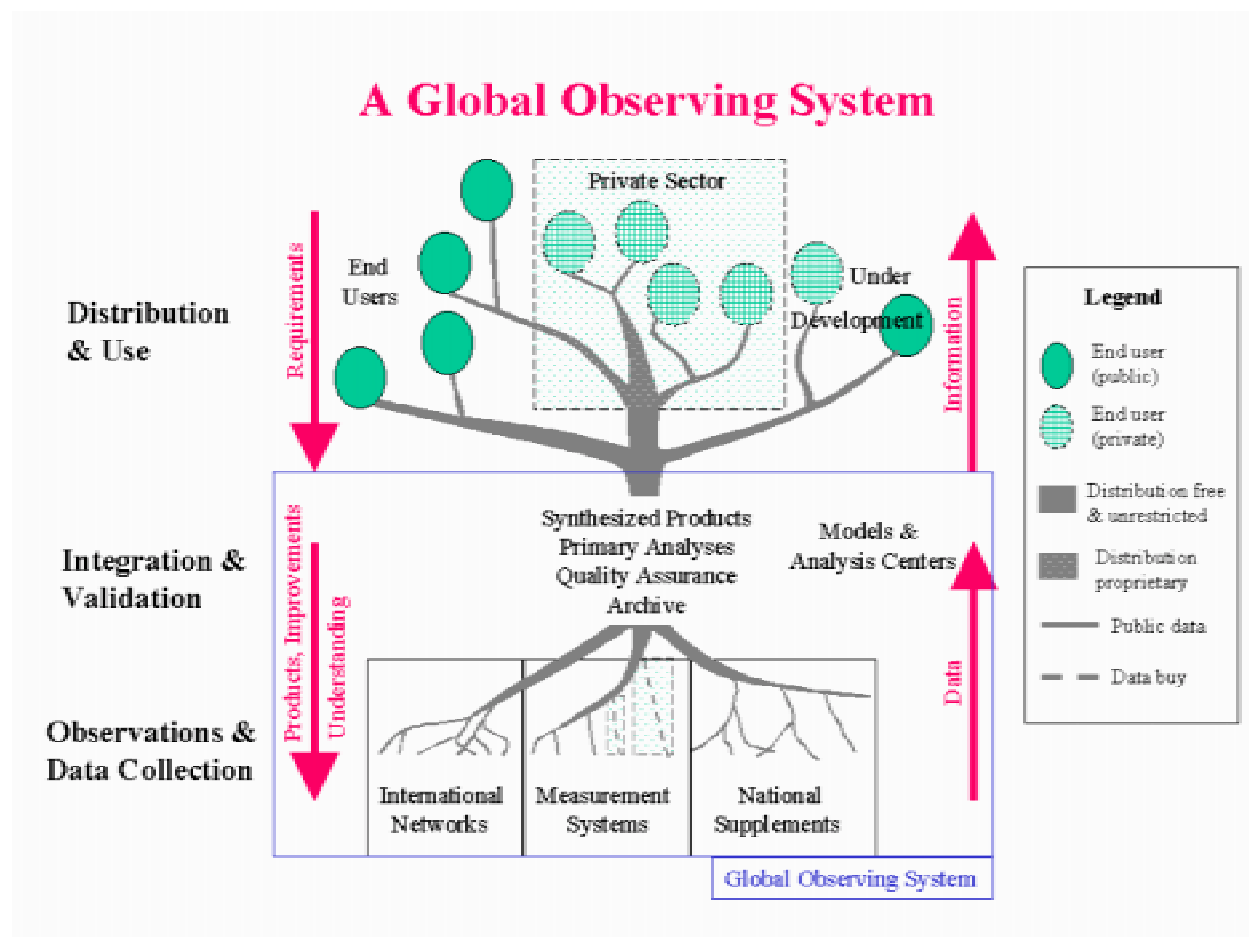 A Global Observing System
Private Sector
End
Users
Under
Development
Requirements
Information
Distribution
& Use
Legend
End user
(public)
End user
(private)
Distribution free
& unrestricted
Distribution
proprietary
Public data
Data buy
Integration &
Validation
Synthesized Products
Primary Analyses
Quality Assurance
Archive
Models &
Analysis Centers
Products, Improvements
Understanding
Data
Observations &
Data Collection
International
Networks
Measurement
Systems
National
Supplements
Global Observing System